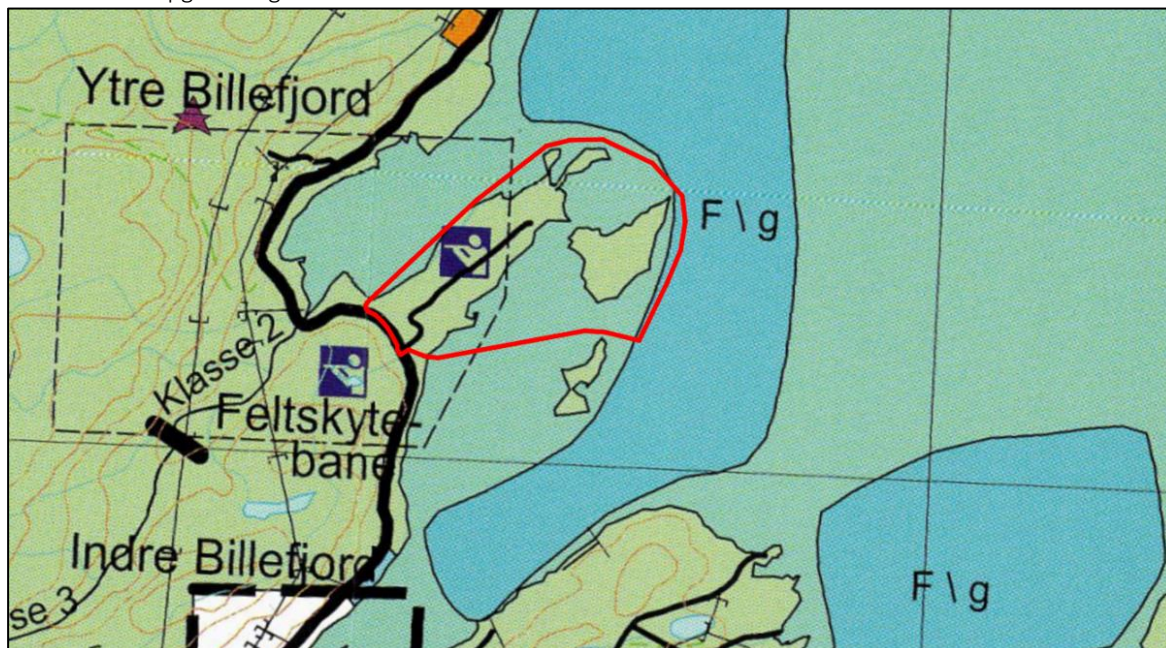 Ytre Billefjord
F \ g
Klasse 2
Feltskyte-
bane
Indre Billefjord
F \ g
se 3